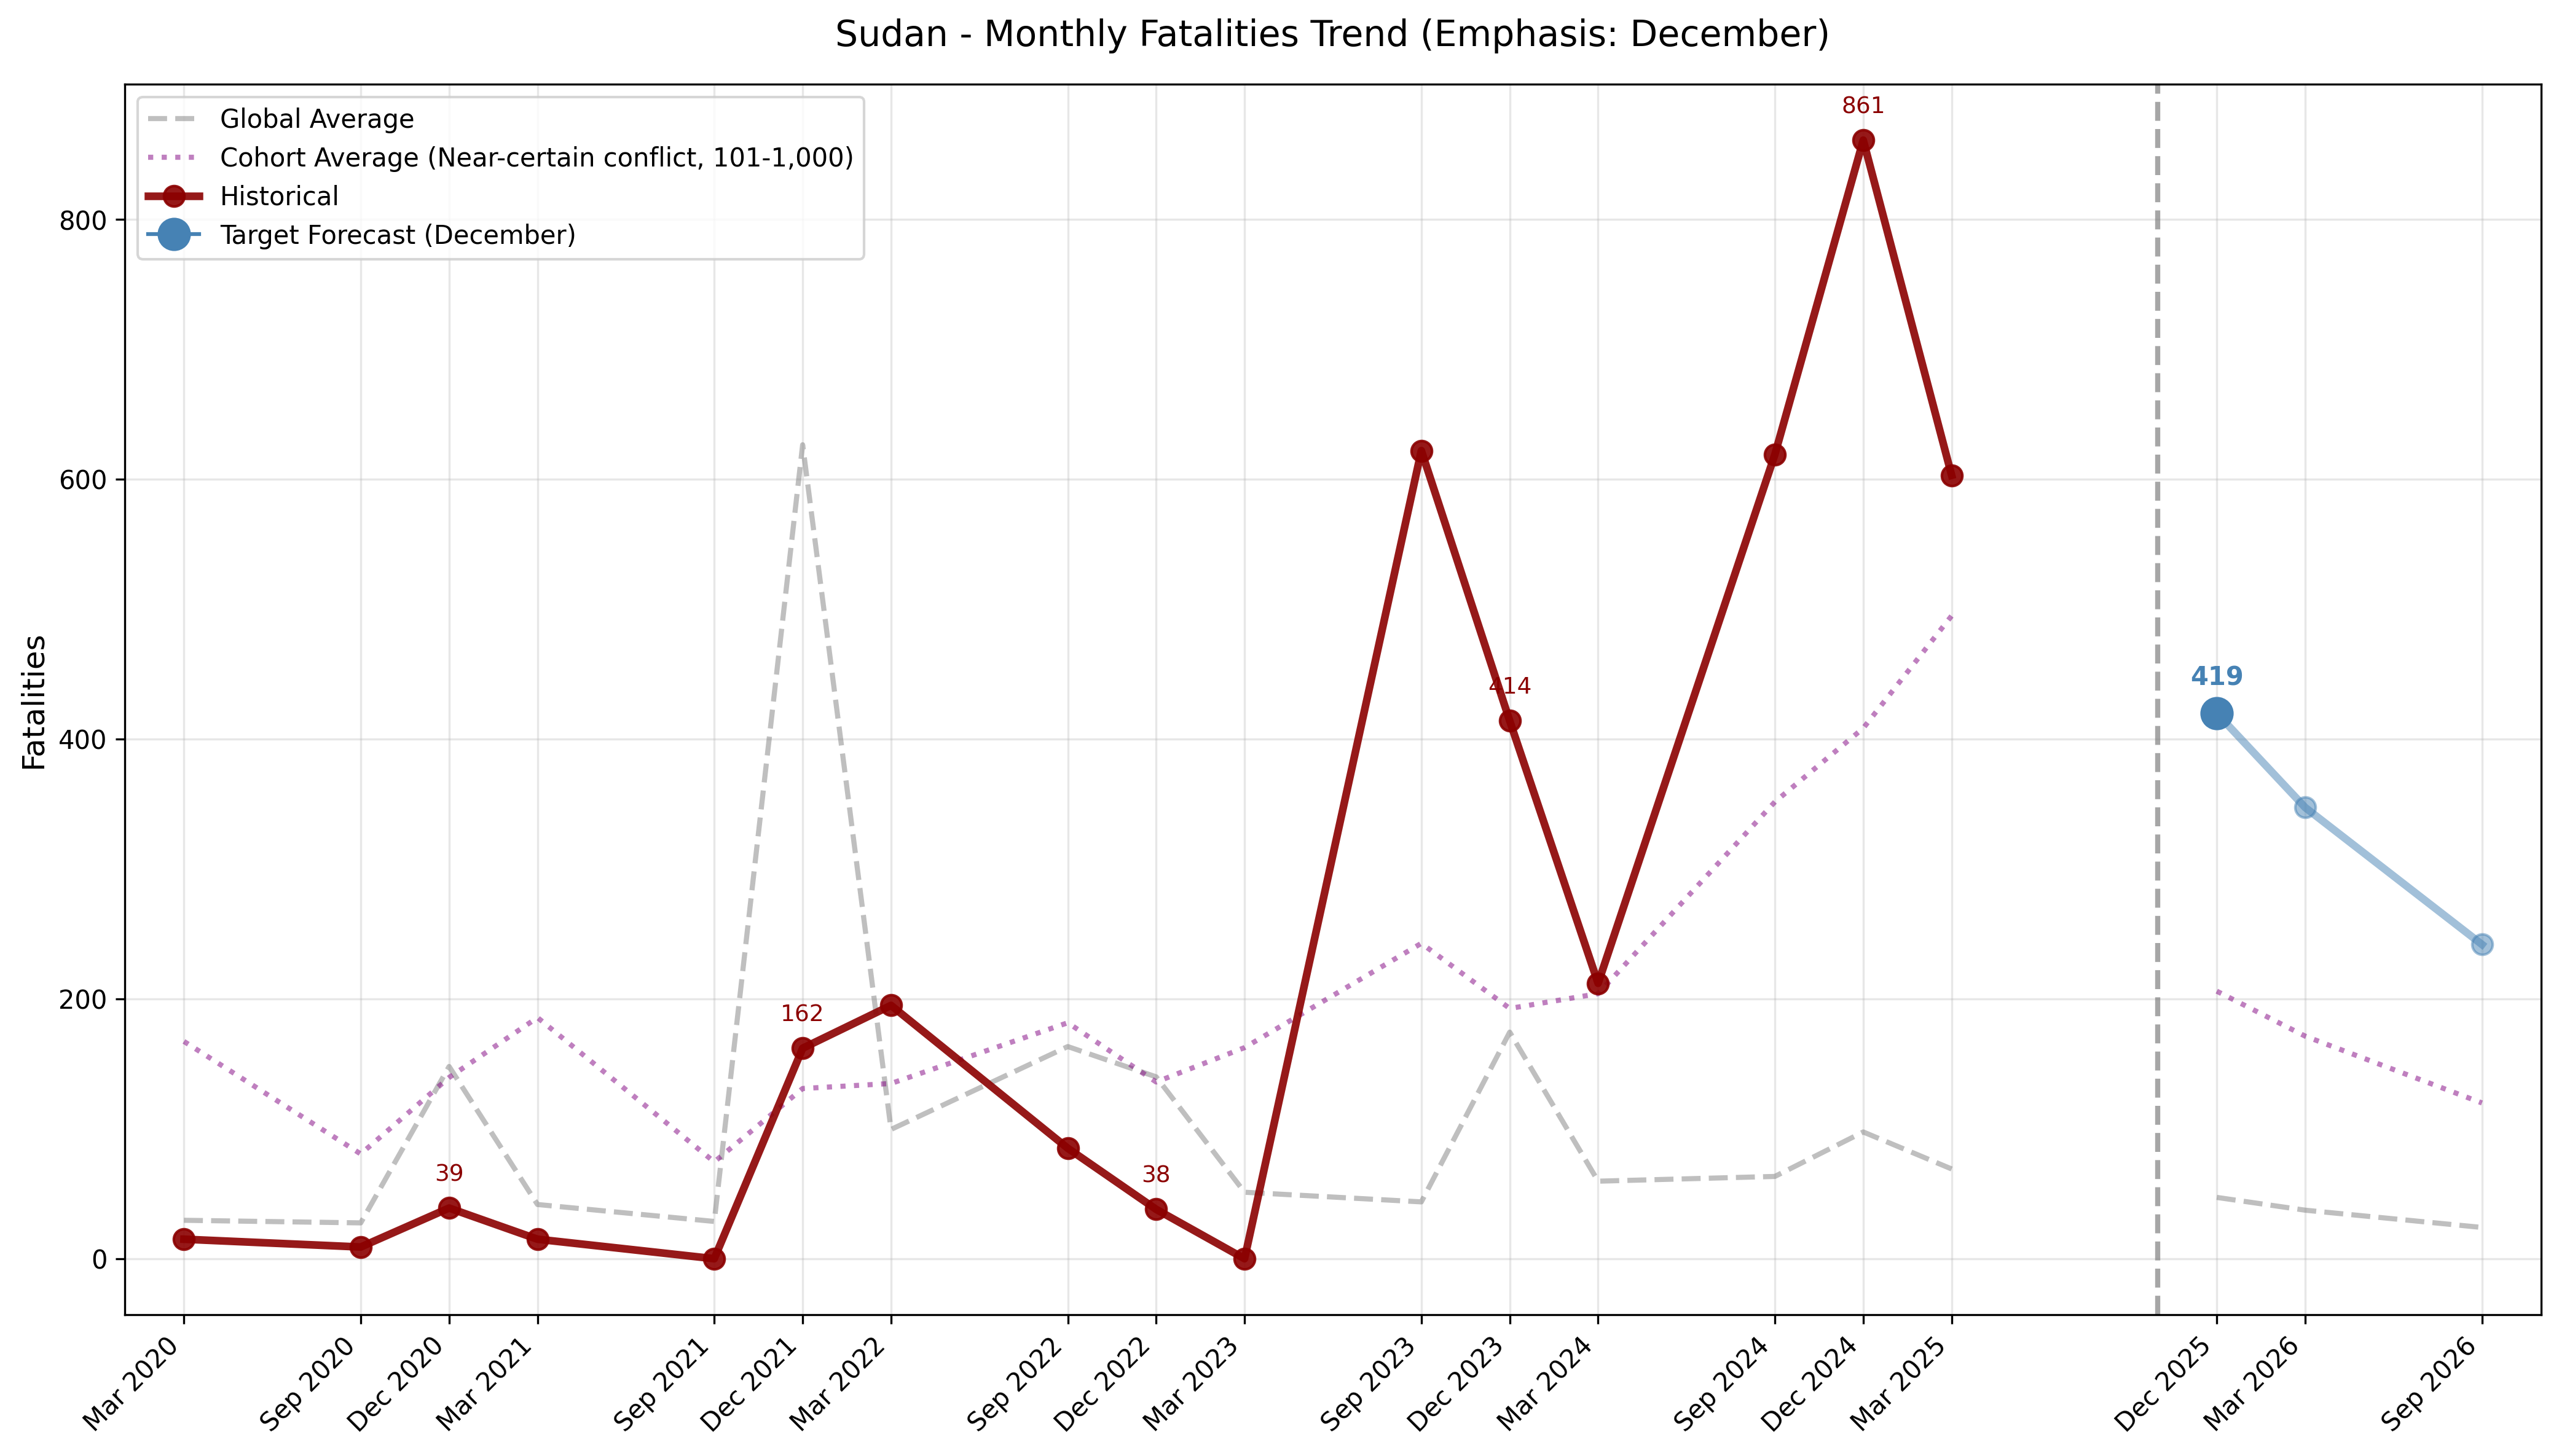 Sudan - Monthly Fatalities Trend (Emphasis: December)
Global Average
Cohort Average (Near-certain conflict, 101-1,000)
Historical
Target Forecast (December)
Fatalities
800
600
400
200
0
39
162
38
414
861
419
Mar 2020
Sep 2020
Dec 2020
Mar 2021
Sep 2021
Dec 2021
Mar 2022
Sep 2022
Dec 2022
Mar 2023
Sep 2023
Dec 2023
Mar 2024
Sep 2024
Dec 2024
Mar 2025
Dec 2025
Mar 2026
Sep 2026